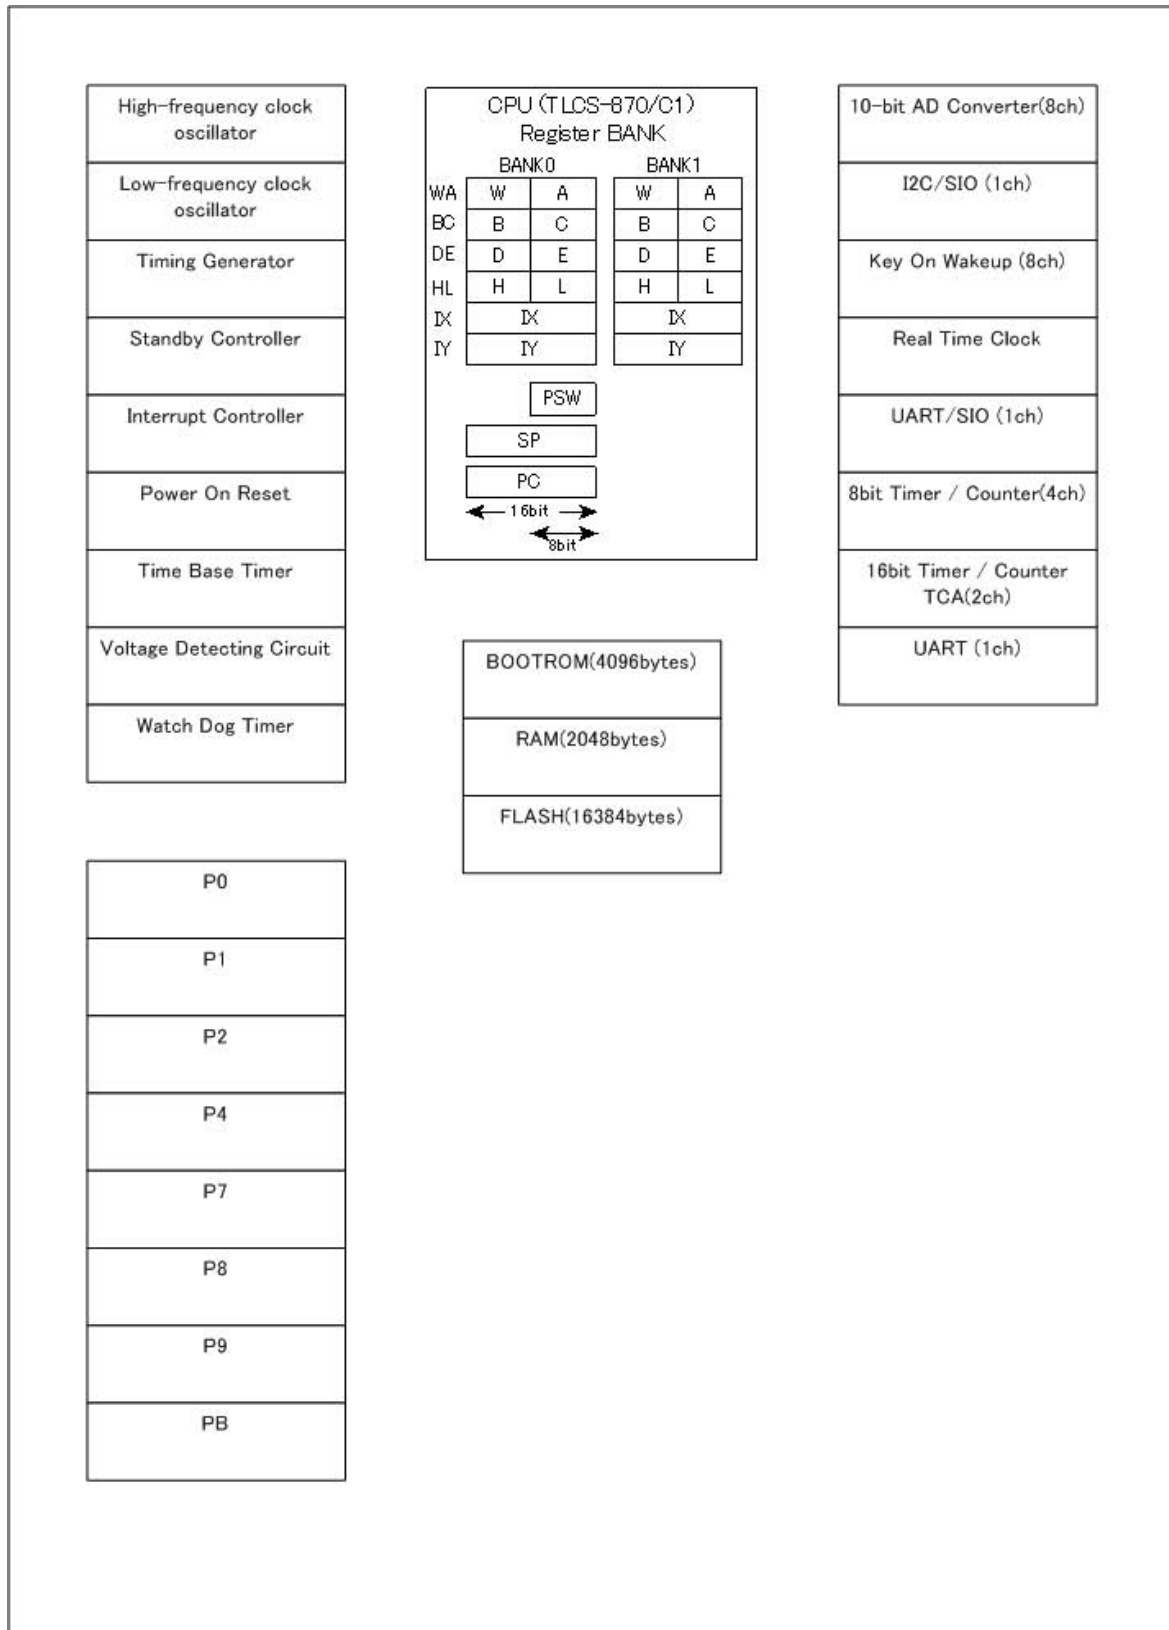 High-frequency clock
oscillator
Low-frequency clock
oscillator
Timing Generator
Standby Controller
Interrupt Controller
Power On Reset
Time Base Timer
Voltage Detecting Circuit
Watch Dog Timer
P0
P1
P2
P4
P7
P8
P9
PB
CPU (TLCS-870/C1)
Register BANK
BANK0 BANK1
WA W A W A
BC B C B C
DE D E D E
HL H L H L
IX IX IX
IY IY IY
PSW
SP
PC
16bit
8bit
BOOTROM(4096bytes)
RAM(2048bytes)
FLASH(16384bytes)
10-bit AD Converter(8ch)
I2C/SIO (1ch)
Key On Wakeup (8ch)
Real Time Clock
UART/SIO (1ch)
8bit Timer / Counter(4ch)
16bit Timer / Counter
TCA(2ch)
UART (1ch)